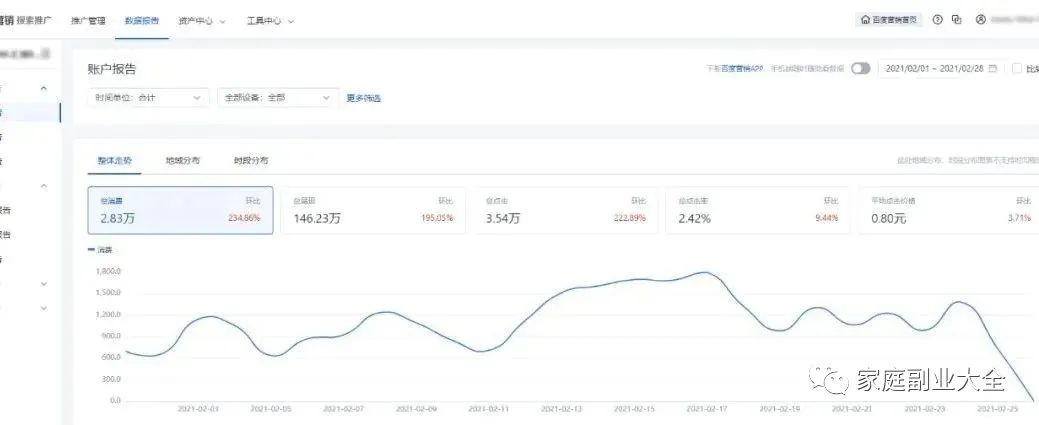 营销 搜索推广 推广管理 数据报告 资产中心 工具中心 百度营销首页
账户报告 下载百度营销APP，手机端随时随地查看数据 2021/02/01 ~ 2021/02/28 比较
时间单位：合计 全部设备：全部 更多筛选
整体走势 地域分布 时段分布
总消费 环比 总展现 环比 总点击 环比 总点击率 环比 平均点击价格 环比
2.83万 234.86% 146.23万 195.05% 3.54万 222.89% 2.42% 9.44% 0.80元 3.71%
消费
1,800.0
1,500.0
1,200.0
900.0
600.0
300.0
0.0
2021-02-03 2021-02-05 2021-02-07 2021-02-09 2021-02-11 2021-02-13 2021-02-15 2021-02-17 2021-02-19 2021-02-21 2021-02-23 2021-02-25
家庭副业大全